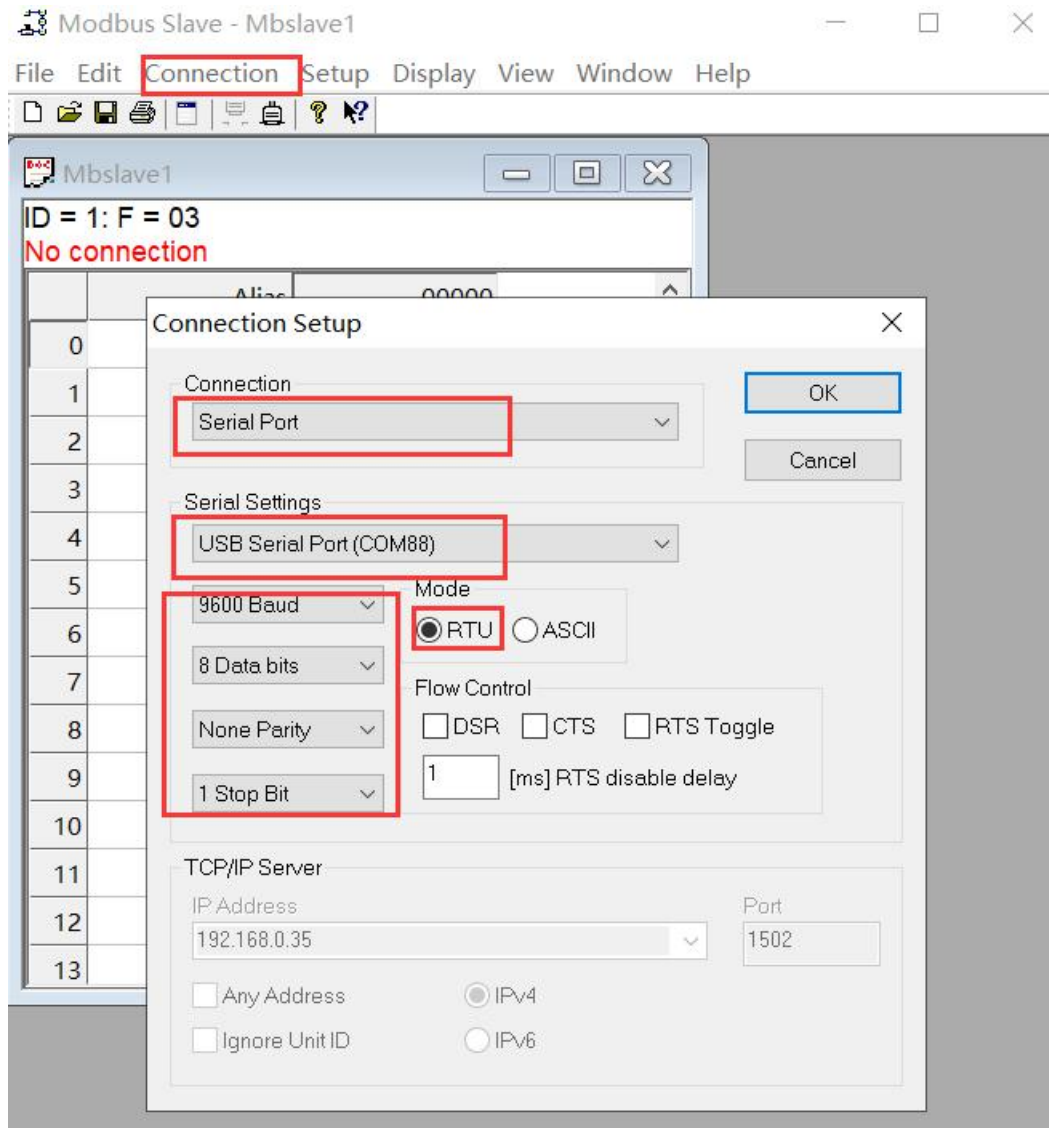 Modbus Slave - Mbslave1
File Edit Connection Setup Display View Window Help
Mbslave1
ID = 1: F = 03
No connection
Alias 00000
0
1
2
3
4
5
6
7
8
9
10
11
12
13
Connection Setup
Connection
Serial Port
OK
Cancel
Serial Settings
USB Serial Port (COM88)
9600 Baud
8 Data bits
None Parity
1 Stop Bit
Mode
RTU ASCII
Flow Control
DSR CTS RTS Toggle
1 [ms] RTS disable delay
TCP/IP Server
IP Address Port
192.168.0.35 1502
Any Address IPv4
Ignore Unit ID IPv6